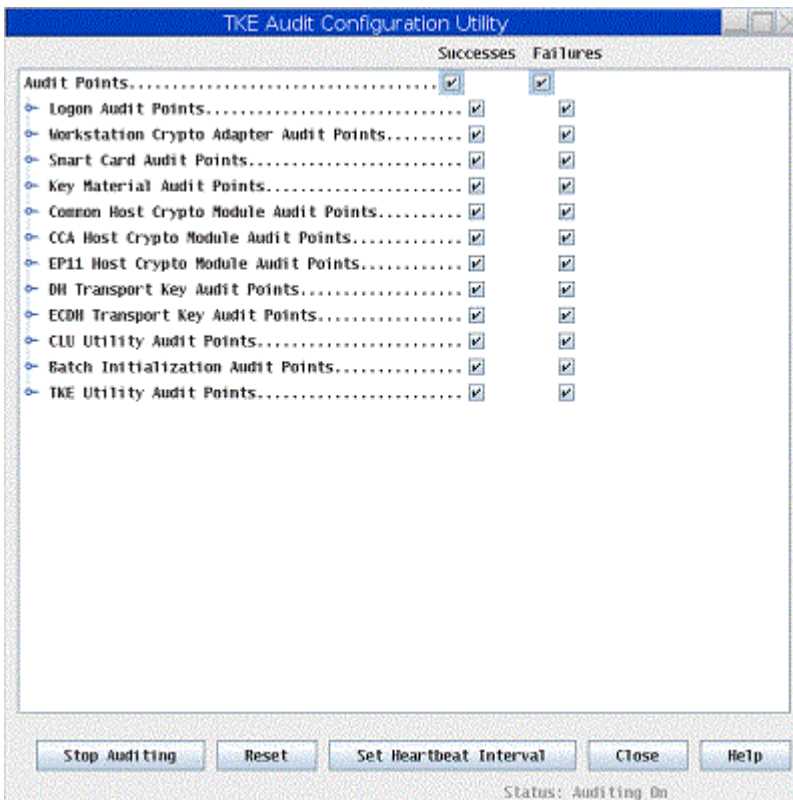 TKE Audit Configuration Utility
Successes Failures
Audit Points....................................
Logon Audit Points..............................
Workstation Crypto Adapter Audit Points.........
Smart Card Audit Points.........................
Key Material Audit Points.......................
Common Host Crypto Module Audit Points..........
CCA Host Crypto Module Audit Points.............
EP11 Host Crypto Module Audit Points............
DH Transport Key Audit Points...................
ECDH Transport Key Audit Points.................
CLU Utility Audit Points........................
Batch Initialization Audit Points...............
TKE Utility Audit Points........................
Stop Auditing Reset Set Heartbeat Interval Close Help
Status: Auditing On